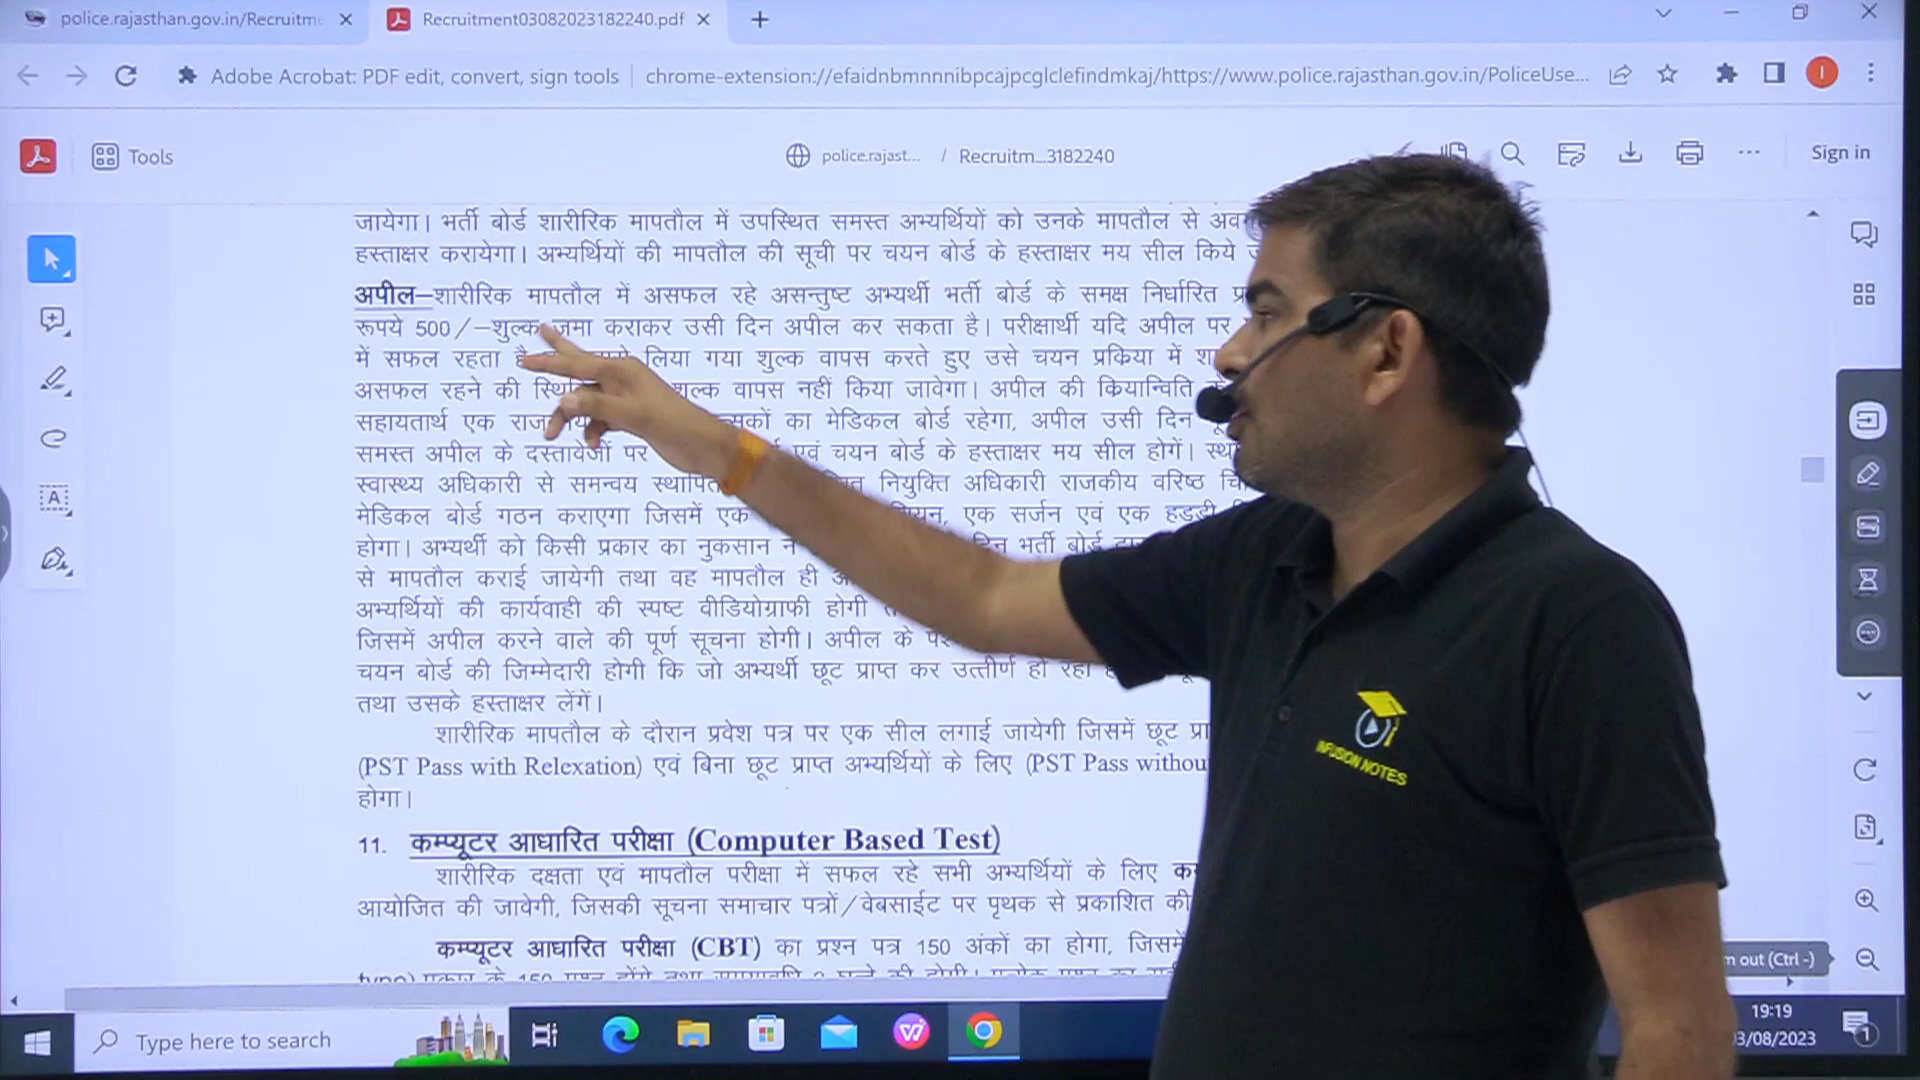 police.rajasthan.gov.in/Recruitm
Recruitment03082023182240.pdf
Adobe Acrobat: PDF edit, convert, sign tools
chrome-extension://efaidnbmnnnibpcajpcglclefindmkaj/https://www.police.rajasthan.gov.in/PoliceUse...
I
Tools
police.rajast... / Recruitm...3182240
Sign in
जायेगा। भर्ती बोर्ड शारीरिक मापतौल में उपस्थित समस्त अभ्यर्थियों को उनके मापतौल से
हस्ताक्षर करायेगा। अभ्यर्थियों की मापतौल की सूची पर चयन बोर्ड के हस्ताक्षर मय सील किये
अपील–शारीरिक मापतौल में असफल रहे असन्तुष्ट अभ्यर्थी भर्ती बोर्ड के समक्ष निर्धारित
रूपये 500/–शुल्क जमा कराकर उसी दिन अपील कर सकता है। परीक्षार्थी यदि अपील पर
में सफल रहता लिया गया शुल्क वापस करते हुए उसे चयन प्रकिया में
असफल रहने की शुल्क वापस नहीं किया जावेगा। अपील की कियान्विति
सहायतार्थ एक का मेडिकल बोर्ड रहेगा, अपील उसी दिन
समस्त अपील के दस्तावेजों पर एवं चयन बोर्ड के हस्ताक्षर मय सील होगें।
स्वास्थ्य अधिकारी से समन्वय नियुक्ति अधिकारी राजकीय वरिष्ठ
मेडिकल बोर्ड गठन कराएगा जिसमें एक एक सर्जन एवं एक हड्डी
होगा। अभ्यर्थी को किसी प्रकार का नुकसान भर्ती बोर्ड
से मापतौल कराई जायेगी तथा वह मापतौल ही
अभ्यर्थियों की कार्यवाही की स्पष्ट वीडियोग्राफी होगी
जिसमें अपील करने वाले की पूर्ण सूचना होगी। अपील के
चयन बोर्ड की जिम्मेदारी होगी कि जो अभ्यर्थी छूट प्राप्त कर उत्तीर्ण हो रहा
तथा उसके हस्ताक्षर लेंगें।
शारीरिक मापतौल के दौरान प्रवेश पत्र पर एक सील लगाई जायेगी जिसमें छूट
(PST Pass with Relexation) एवं बिना छूट प्राप्त अभ्यर्थियों के लिए (PST Pass withou
होगा।
11. कम्प्यूटर आधारित परीक्षा (Computer Based Test)
शारीरिक दक्षता एवं मापतौल परीक्षा में सफल रहे सभी अभ्यर्थियों के लिए
आयोजित की जावेगी, जिसकी सूचना समाचार पत्रों/वेबसाईट पर पृथक से प्रकाशित की
कम्प्यूटर आधारित परीक्षा (CBT) का प्रश्न पत्र 150 अंकों का होगा, जिसमें
m out (Ctrl -)
INFUSION NOTES
Type here to search
19:19
3/08/2023
1